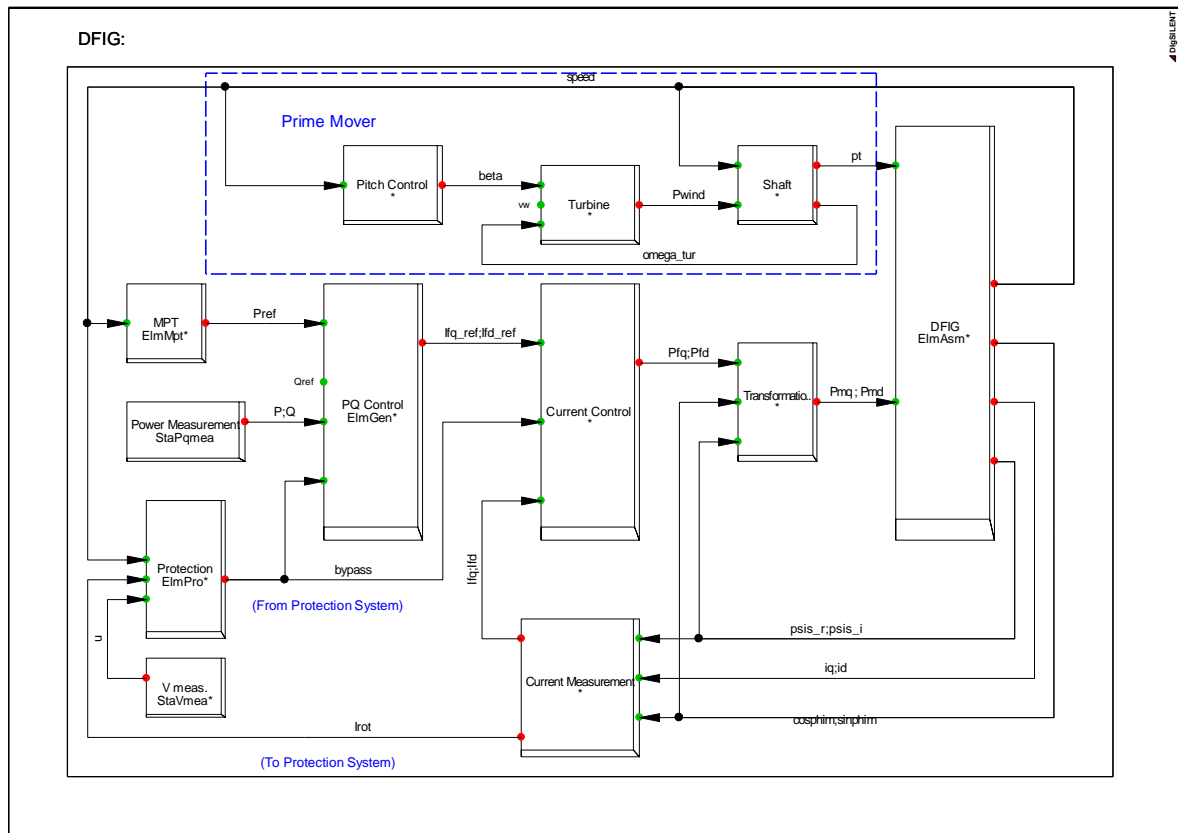 DIgSILENT
DFIG:
speed
Prime Mover
Pitch Control
*
beta
vw
Turbine
*
Pwind
Shaft
*
pt
omega_tur
MPT
ElmMpt*
Pref
Qref
Power Measurement
StaPqmea
P;Q
PQ Control
ElmGen*
Ifq_ref;Ifd_ref
Current Control
*
Pfq;Pfd
Transformatio..
*
Pmq ; Pmd
DFIG
ElmAsm*
Protection
ElmPro*
bypass
(From Protection System)
Ifq;Ifd
u
V meas.
StaVmea*
Current Measurement
*
psis_r;psis_i
iq;id
cosphim;sinphim
Irot
(To Protection System)